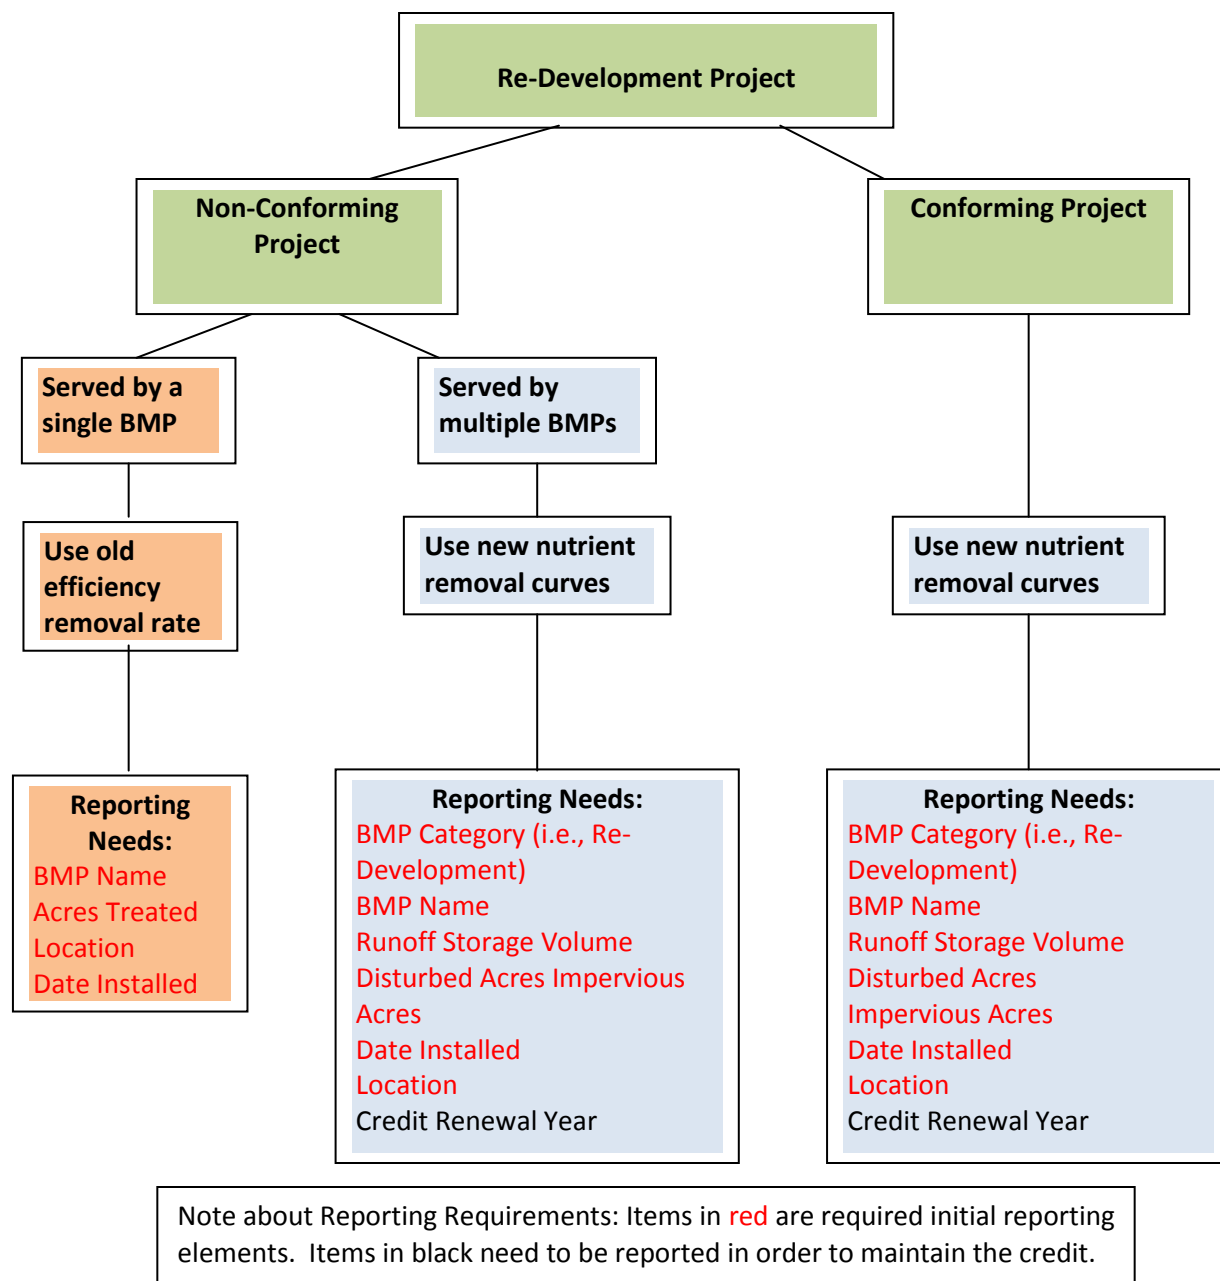 Re-Development Project
Non-Conforming
Project
Conforming Project
Served by a
single BMP
Served by
multiple BMPs
Use old
efficiency
removal rate
Use new nutrient
removal curves
Use new nutrient
removal curves
Reporting
Needs:
BMP Name
Acres Treated
Location
Date Installed
Reporting Needs:
BMP Category (i.e., Re-
Development)
BMP Name
Runoff Storage Volume
Disturbed Acres Impervious
Acres
Date Installed
Location
Credit Renewal Year
Reporting Needs:
BMP Category (i.e., Re-
Development)
BMP Name
Runoff Storage Volume
Disturbed Acres
Impervious Acres
Date Installed
Location
Credit Renewal Year
Note about Reporting Requirements: Items in red are required initial reporting
elements.  Items in black need to be reported in order to maintain the credit.